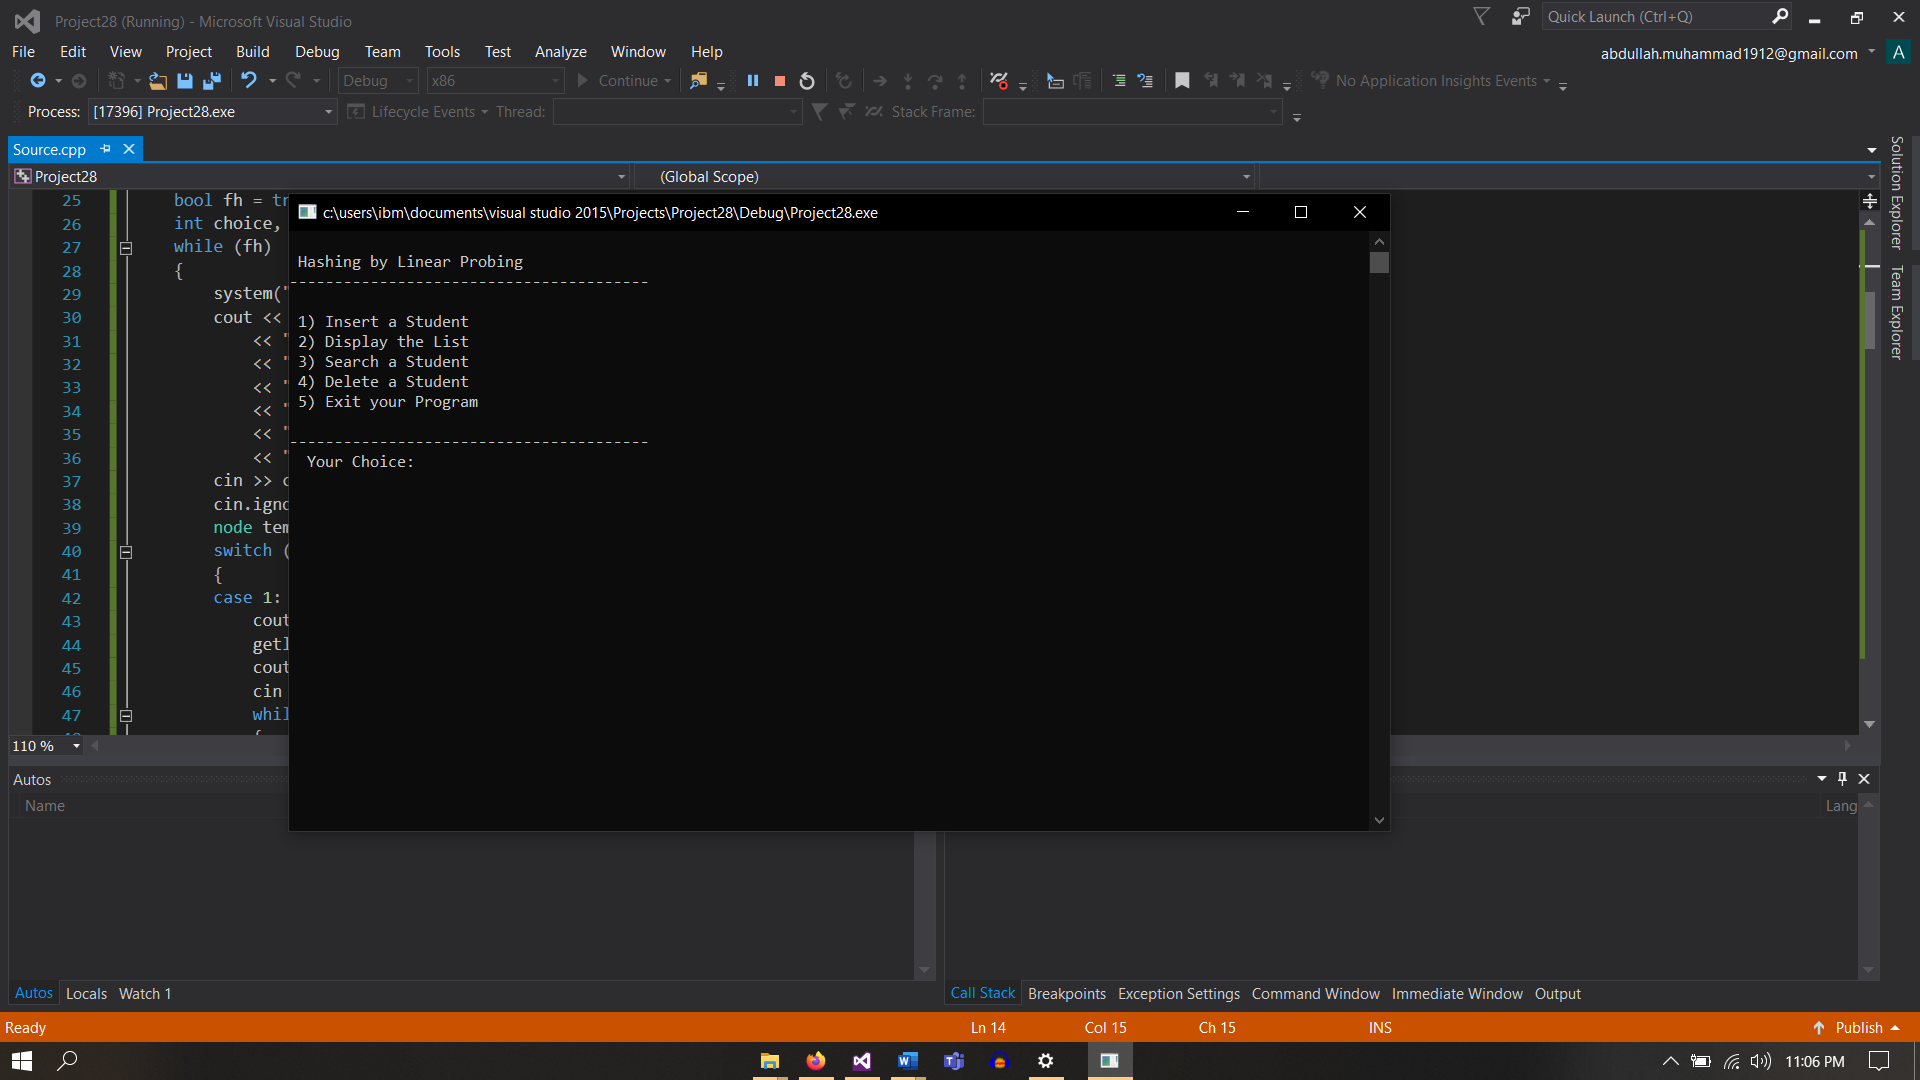 Project28 (Running) - Microsoft Visual Studio
Quick Launch (Ctrl+Q)
File Edit View Project Build Debug Team Tools Test Analyze Window Help
abdullah.muhammad1912@gmail.com A
Debug x86 Continue No Application Insights Events
Process: [17396] Project28.exe Lifecycle Events Thread: Stack Frame:
Source.cpp
Project28 (Global Scope)
Solution Explorer
Team Explorer
c:\users\ibm\documents\visual studio 2015\Projects\Project28\Debug\Project28.exe
Hashing by Linear Probing
----------------------------------------
1) Insert a Student
2) Display the List
3) Search a Student
4) Delete a Student
5) Exit your Program
----------------------------------------
Your Choice:
25 bool fh = tr
26 int choice,
27 while (fh)
28 {
29 system("
30 cout <<
31 << "
32 << "
33 << "
34 << "
35 << "
36 << "
37 cin >> c
38 cin.igno
39 node tem
40 switch (
41 {
42 case 1:
43 cout
44 getl
45 cout
46 cin
47 whil
110 %
Autos
Name
Lang
Autos Locals Watch 1
Call Stack Breakpoints Exception Settings Command Window Immediate Window Output
Ready Ln 14 Col 15 Ch 15 INS Publish
11:06 PM